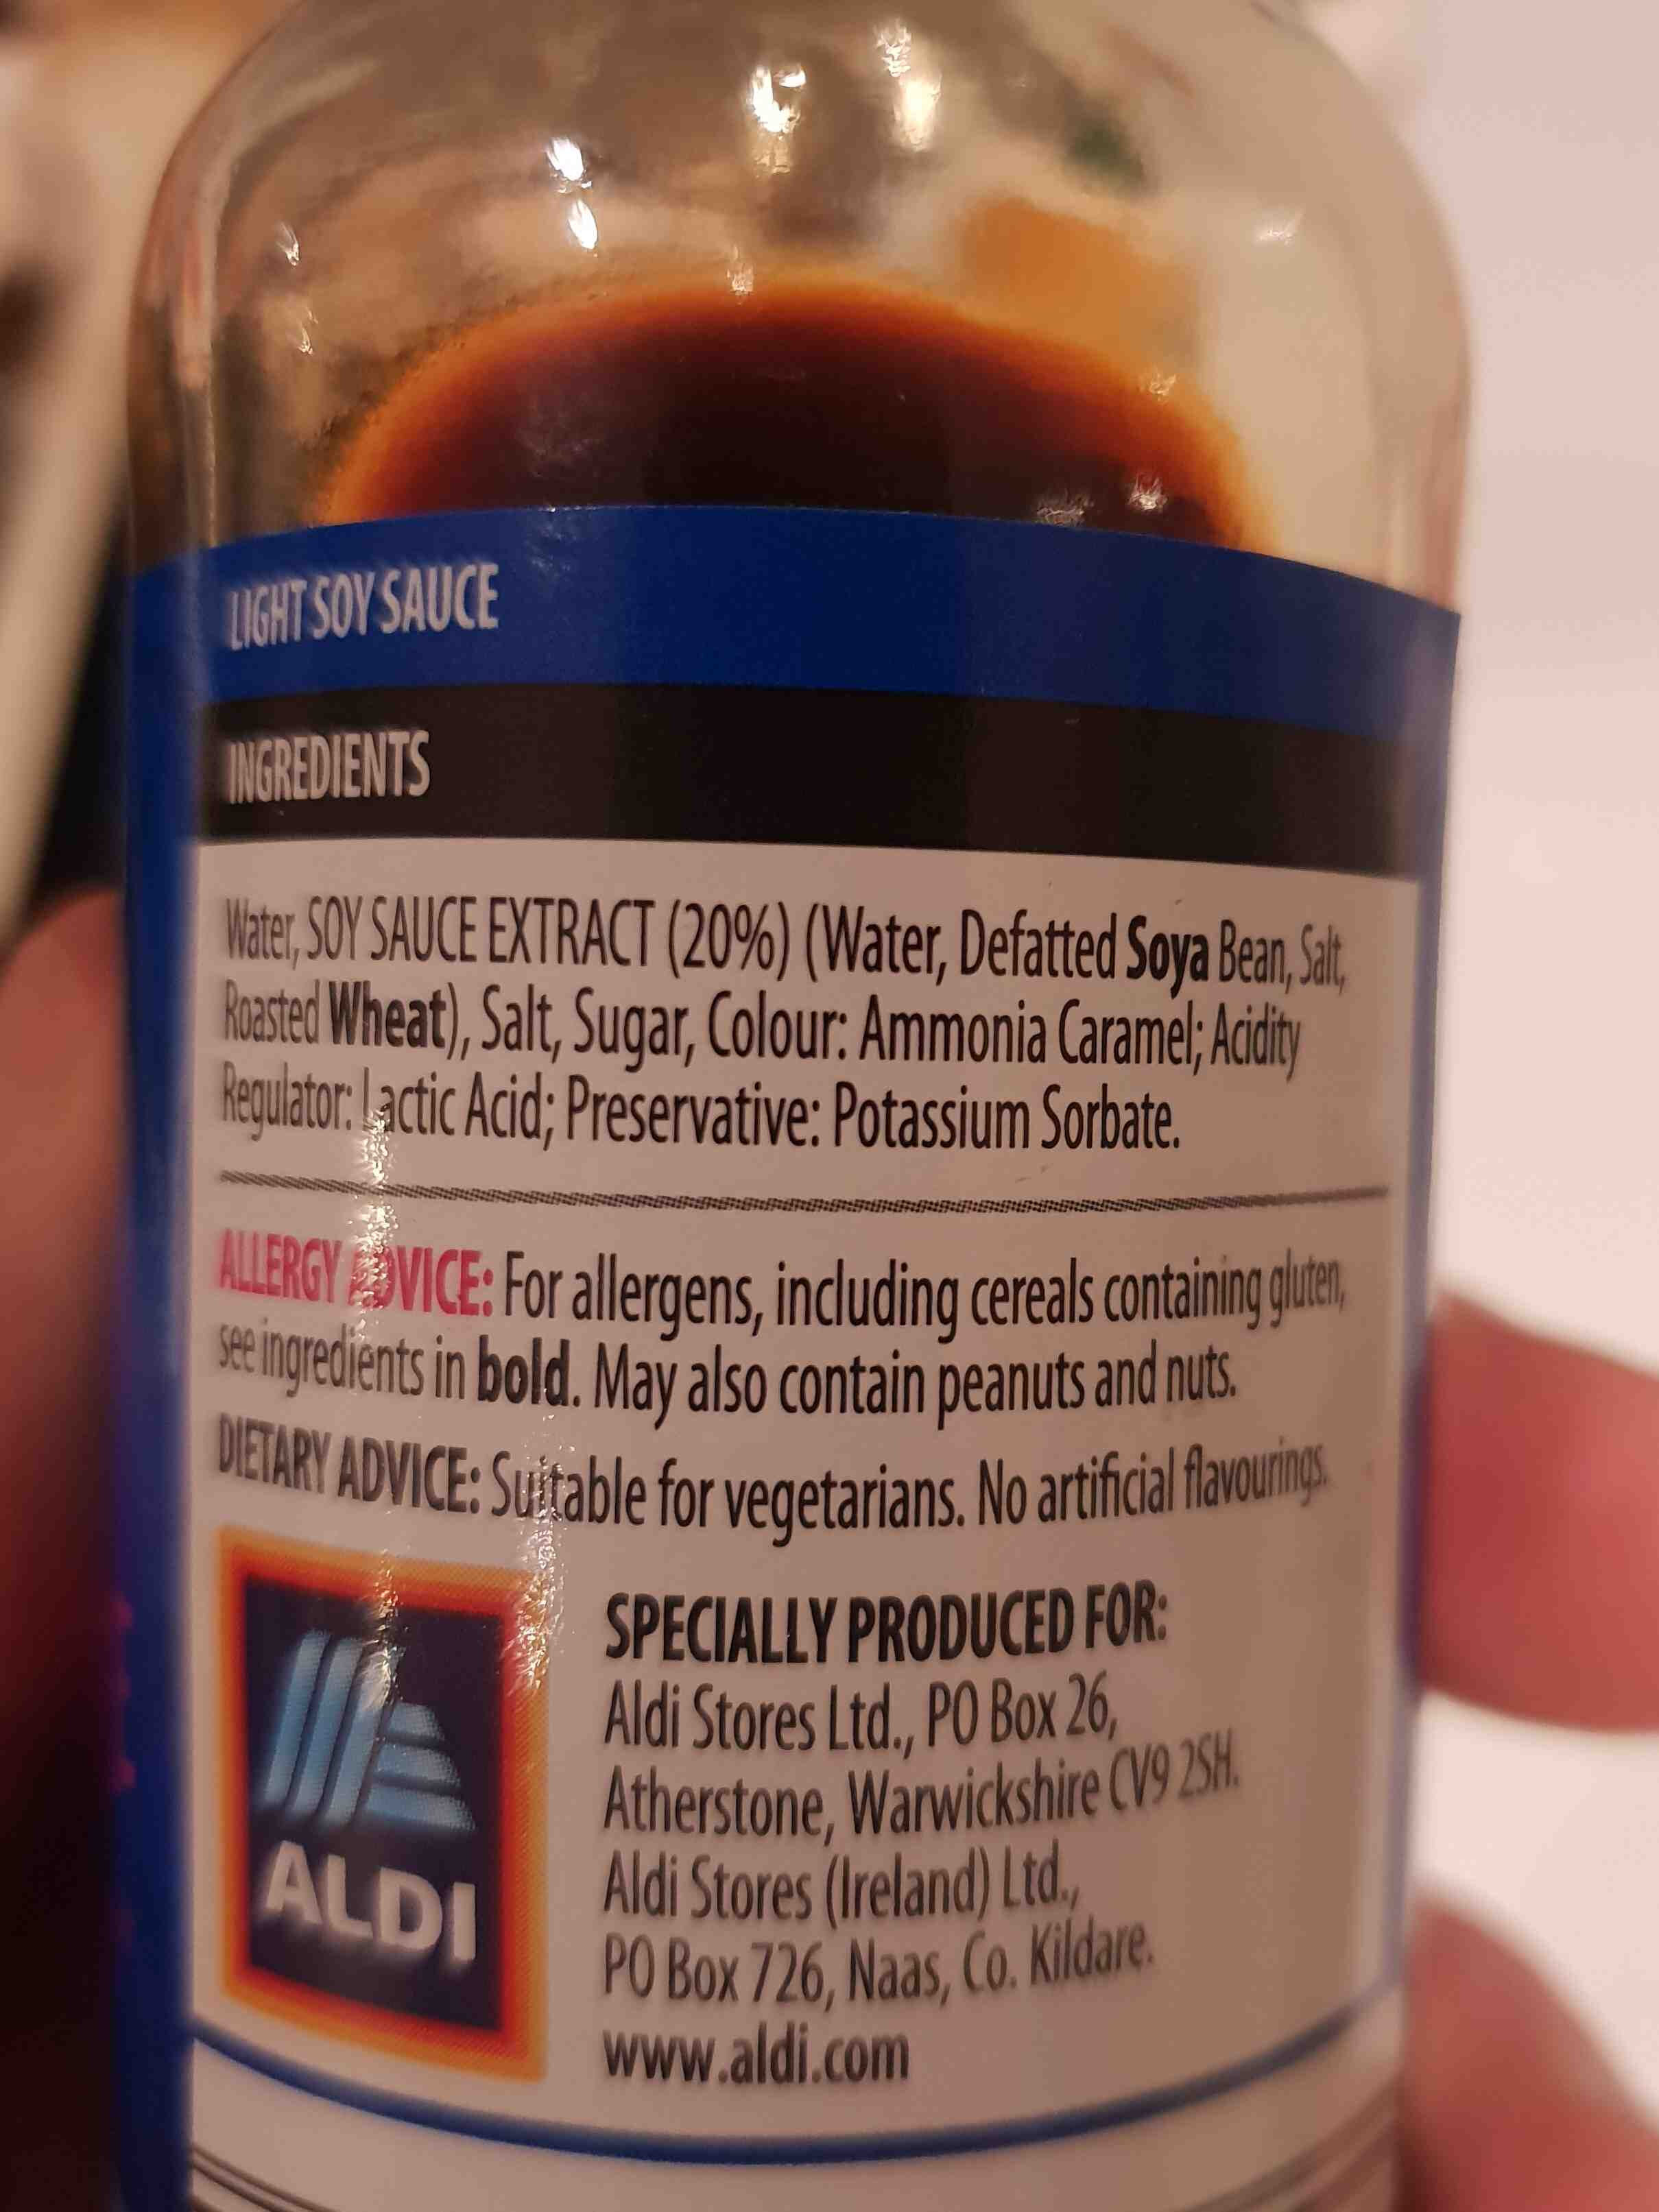 LIGHT SOY SAUCE
INGREDIENTS
Water, SOY SAUCE EXTRACT (20%) (Water, Defatted Soya Bean, Salt,
Roasted Wheat), Salt, Sugar, Colour: Ammonia Caramel; Acidity
Regulator: Lactic Acid; Preservative: Potassium Sorbate.
ALLERGY ADVICE: For allergens, including cereals containing gluten,
see ingredients in bold. May also contain peanuts and nuts.
DIETARY ADVICE: Suitable for vegetarians. No artificial flavourings.
ALDI
SPECIALLY PRODUCED FOR:
Aldi Stores Ltd., PO Box 26,
Atherstone, Warwickshire CV9 2SH.
Aldi Stores (Ireland) Ltd.,
PO Box 726, Naas, Co. Kildare.
www.aldi.com